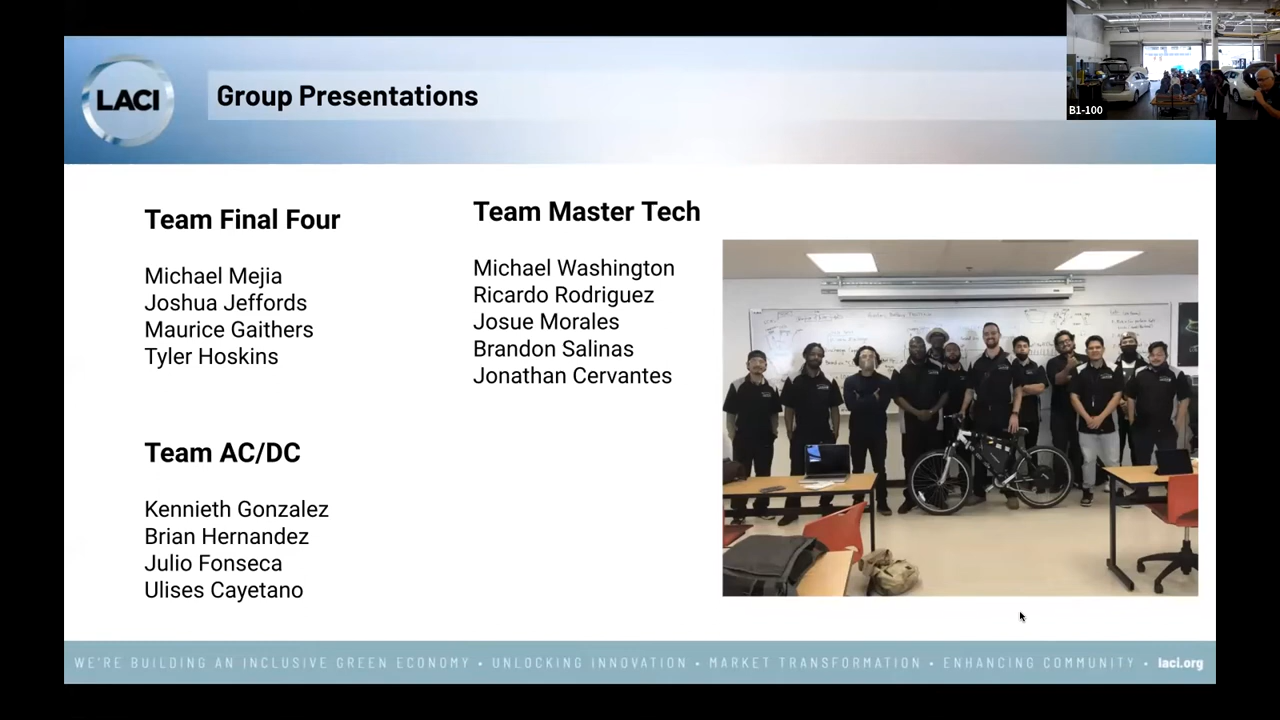 LACI
Group Presentations
B1-100
Team Final Four
Michael Mejia
Joshua Jeffords
Maurice Gaithers
Tyler Hoskins
Team Master Tech
Michael Washington
Ricardo Rodriguez
Josue Morales
Brandon Salinas
Jonathan Cervantes
Team AC/DC
Kennieth Gonzalez
Brian Hernandez
Julio Fonseca
Ulises Cayetano
WE'RE BUILDING AN INCLUSIVE GREEN ECONOMY • UNLOCKING INNOVATION • MARKET TRANSFORMATION • ENHANCING COMMUNITY • laci.org